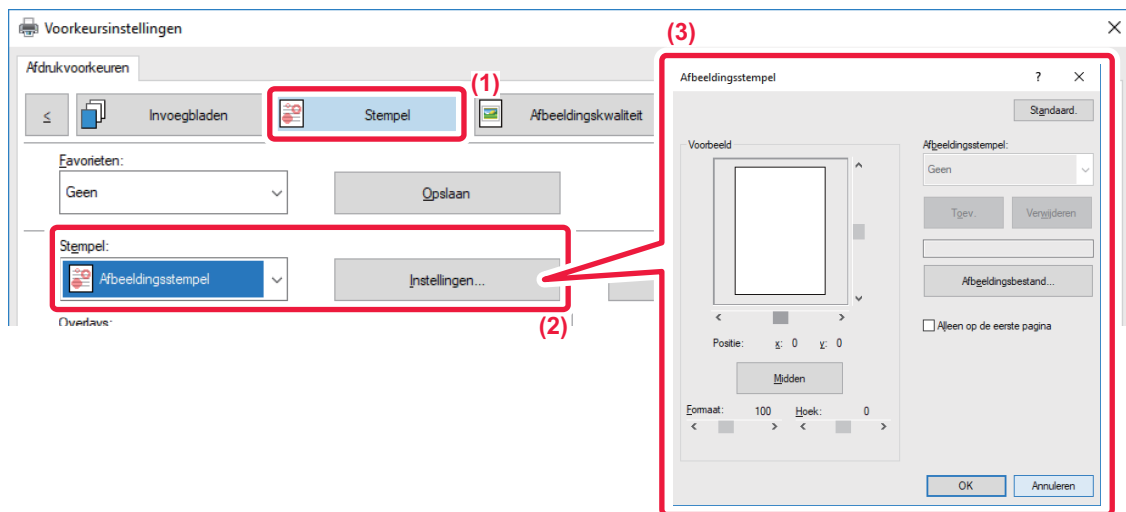 Voorkeursinstellingen
Afdrukvoorkeuren
(1)
<
Invoegbladen
Stempel
Afbeeldingskwaliteit
Favorieten:
Geen
Opslaan
Stempel:
Afbeeldingsstempel
Instellingen...
(2)
Overlays:
(3)
Afbeeldingsstempel
?
Standaard.
Voorbeeld
Afbeeldingsstempel:
Geen
Toev.
Verwijderen
Afbeeldingsbestand...
Alleen op de eerste pagina
Positie: x: 0 y: 0
Midden
Formaat: 100 Hoek: 0
OK
Annuleren